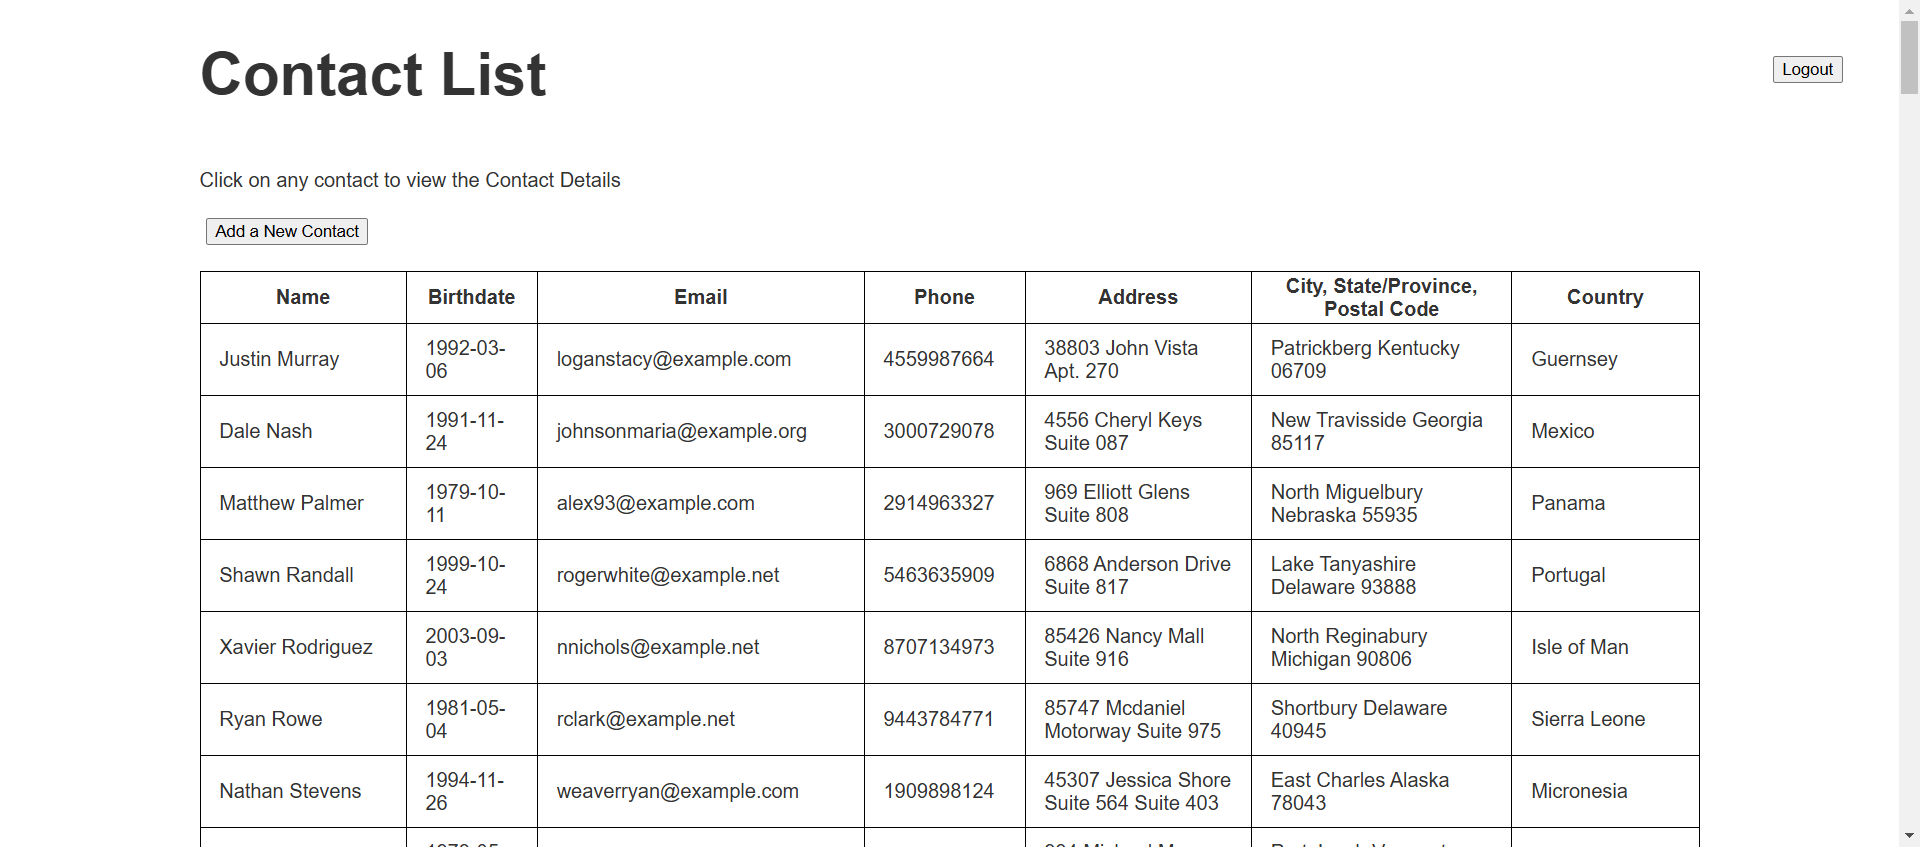 Contact List
Logout
Click on any contact to view the Contact Details
Add a New Contact
Name Birthdate Email Phone Address City, State/Province, Postal Code Country
Justin Murray 1992-03-06 loganstacy@example.com 4559987664 38803 John Vista Apt. 270 Patrickberg Kentucky 06709 Guernsey
Dale Nash 1991-11-24 johnsonmaria@example.org 3000729078 4556 Cheryl Keys Suite 087 New Travisside Georgia 85117 Mexico
Matthew Palmer 1979-10-11 alex93@example.com 2914963327 969 Elliott Glens Suite 808 North Miguelbury Nebraska 55935 Panama
Shawn Randall 1999-10-24 rogerwhite@example.net 5463635909 6868 Anderson Drive Suite 817 Lake Tanyashire Delaware 93888 Portugal
Xavier Rodriguez 2003-09-03 nnichols@example.net 8707134973 85426 Nancy Mall Suite 916 North Reginabury Michigan 90806 Isle of Man
Ryan Rowe 1981-05-04 rclark@example.net 9443784771 85747 Mcdaniel Motorway Suite 975 Shortbury Delaware 40945 Sierra Leone
Nathan Stevens 1994-11-26 weaverryan@example.com 1909898124 45307 Jessica Shore Suite 564 Suite 403 East Charles Alaska 78043 Micronesia